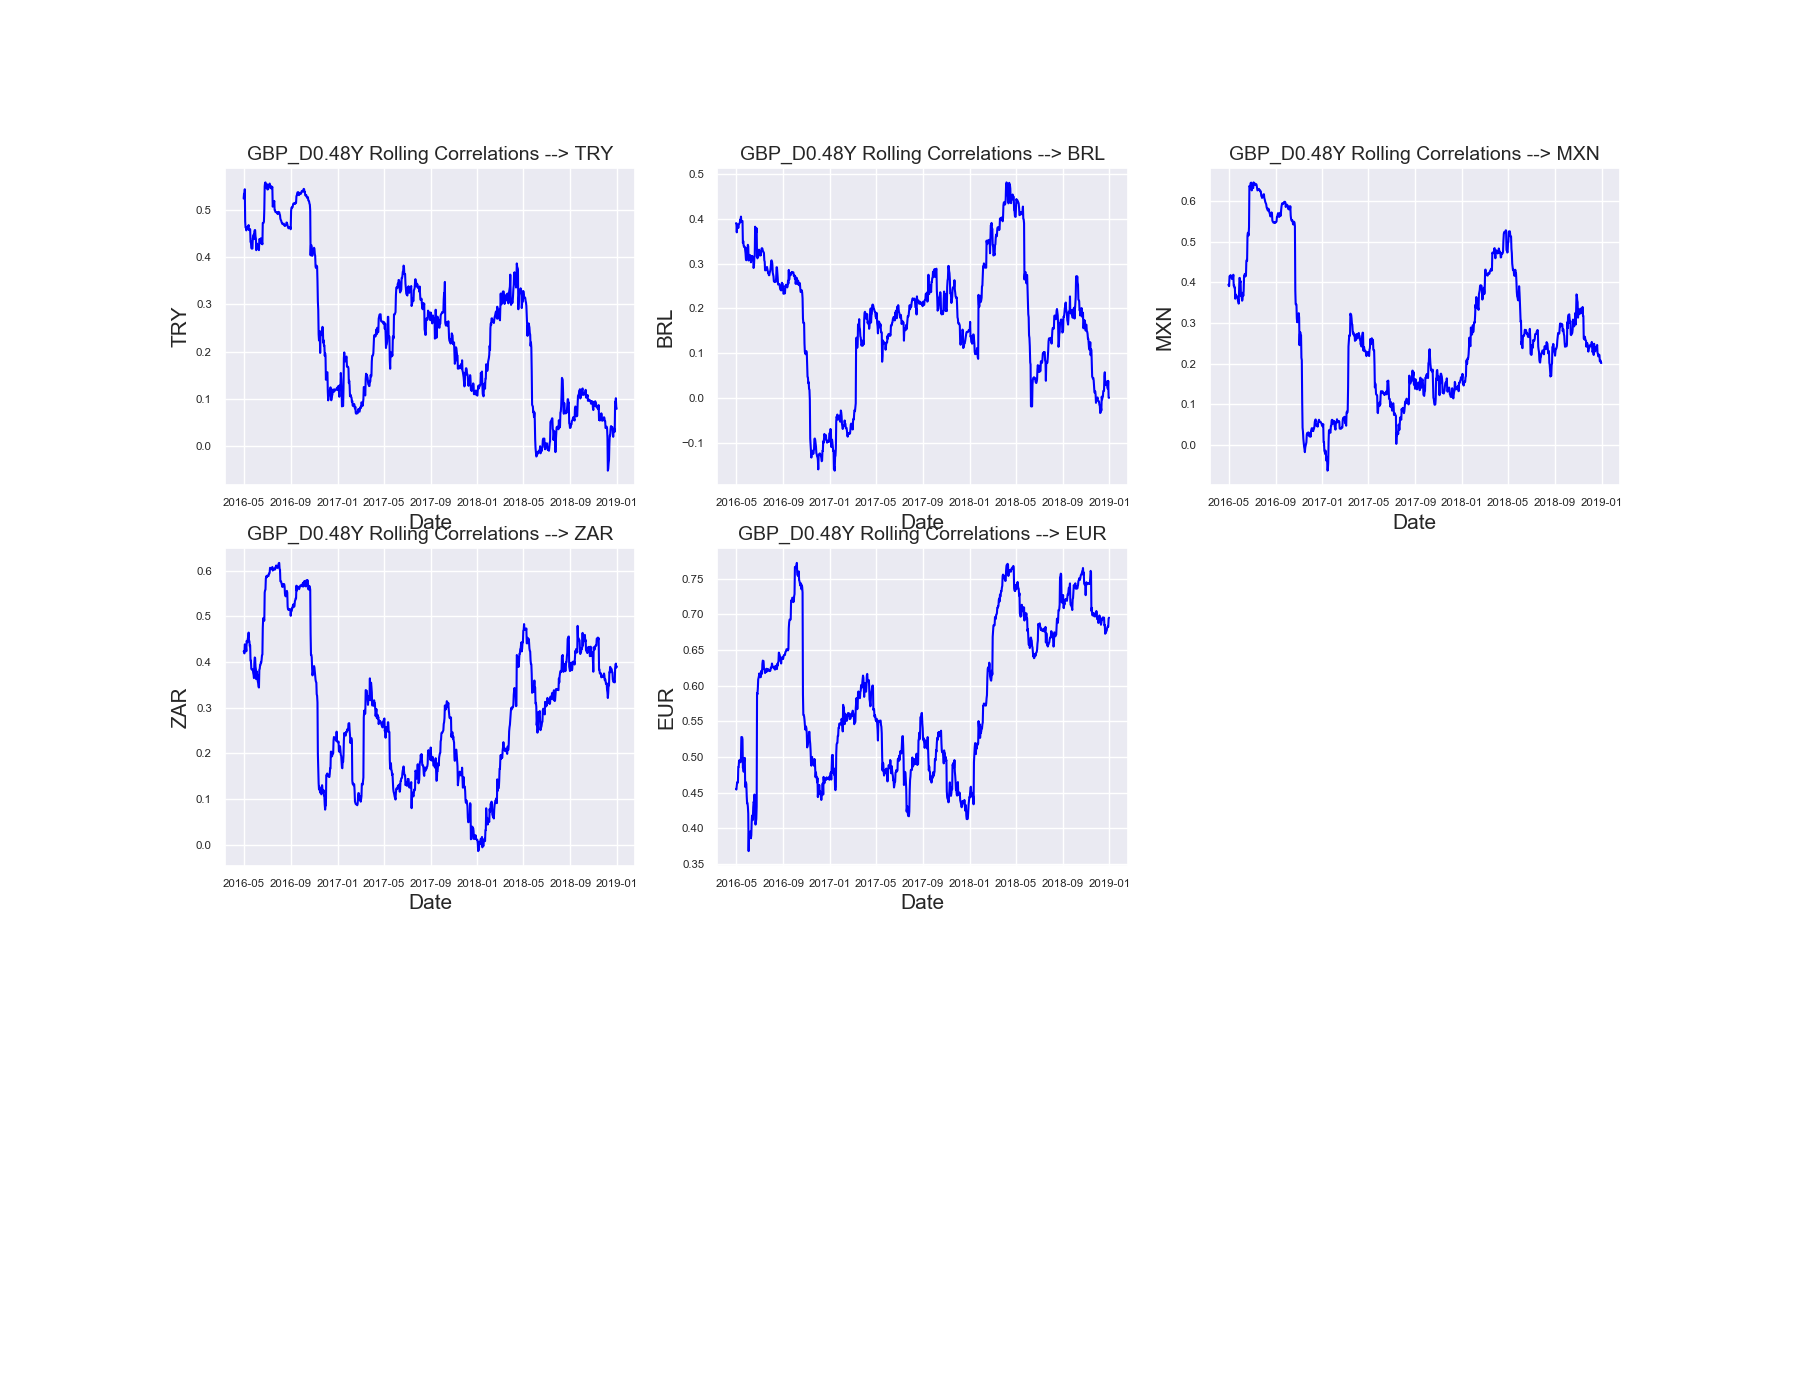 GBP_D0.48Y Rolling Correlations --> TRY
TRY
0.5
0.4
0.3
0.2
0.1
0.0
2016-05 2016-09 2017-01 2017-05 2017-09 2018-01 2018-05 2018-09 2019-01
Date
GBP_D0.48Y Rolling Correlations --> BRL
BRL
0.5
0.4
0.3
0.2
0.1
0.0
−0.1
2016-05 2016-09 2017-01 2017-05 2017-09 2018-01 2018-05 2018-09 2019-01
Date
GBP_D0.48Y Rolling Correlations --> MXN
MXN
0.6
0.5
0.4
0.3
0.2
0.1
0.0
2016-05 2016-09 2017-01 2017-05 2017-09 2018-01 2018-05 2018-09 2019-01
Date
GBP_D0.48Y Rolling Correlations --> ZAR
ZAR
0.6
0.5
0.4
0.3
0.2
0.1
0.0
2016-05 2016-09 2017-01 2017-05 2017-09 2018-01 2018-05 2018-09 2019-01
Date
GBP_D0.48Y Rolling Correlations --> EUR
EUR
0.75
0.70
0.65
0.60
0.55
0.50
0.45
0.40
0.35
2016-05 2016-09 2017-01 2017-05 2017-09 2018-01 2018-05 2018-09 2019-01
Date